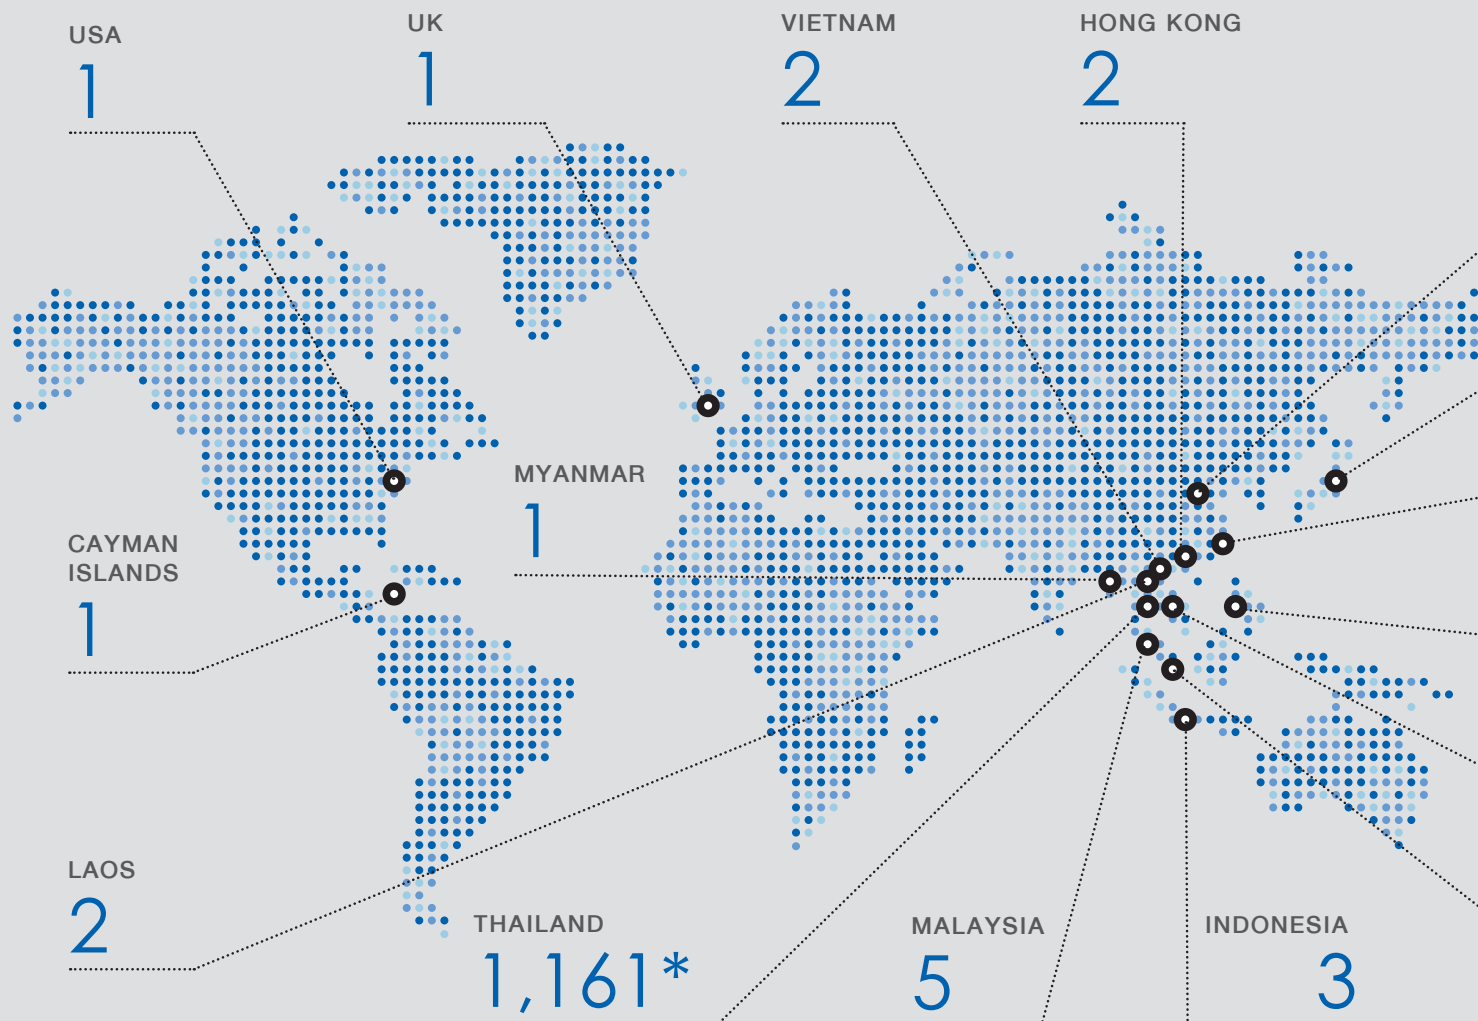 USA
1
UK
1
VIETNAM
2
HONG KONG
2
MYANMAR
1
CAYMAN
ISLANDS
1
LAOS
2
THAILAND
1,161*
MALAYSIA
5
INDONESIA
3